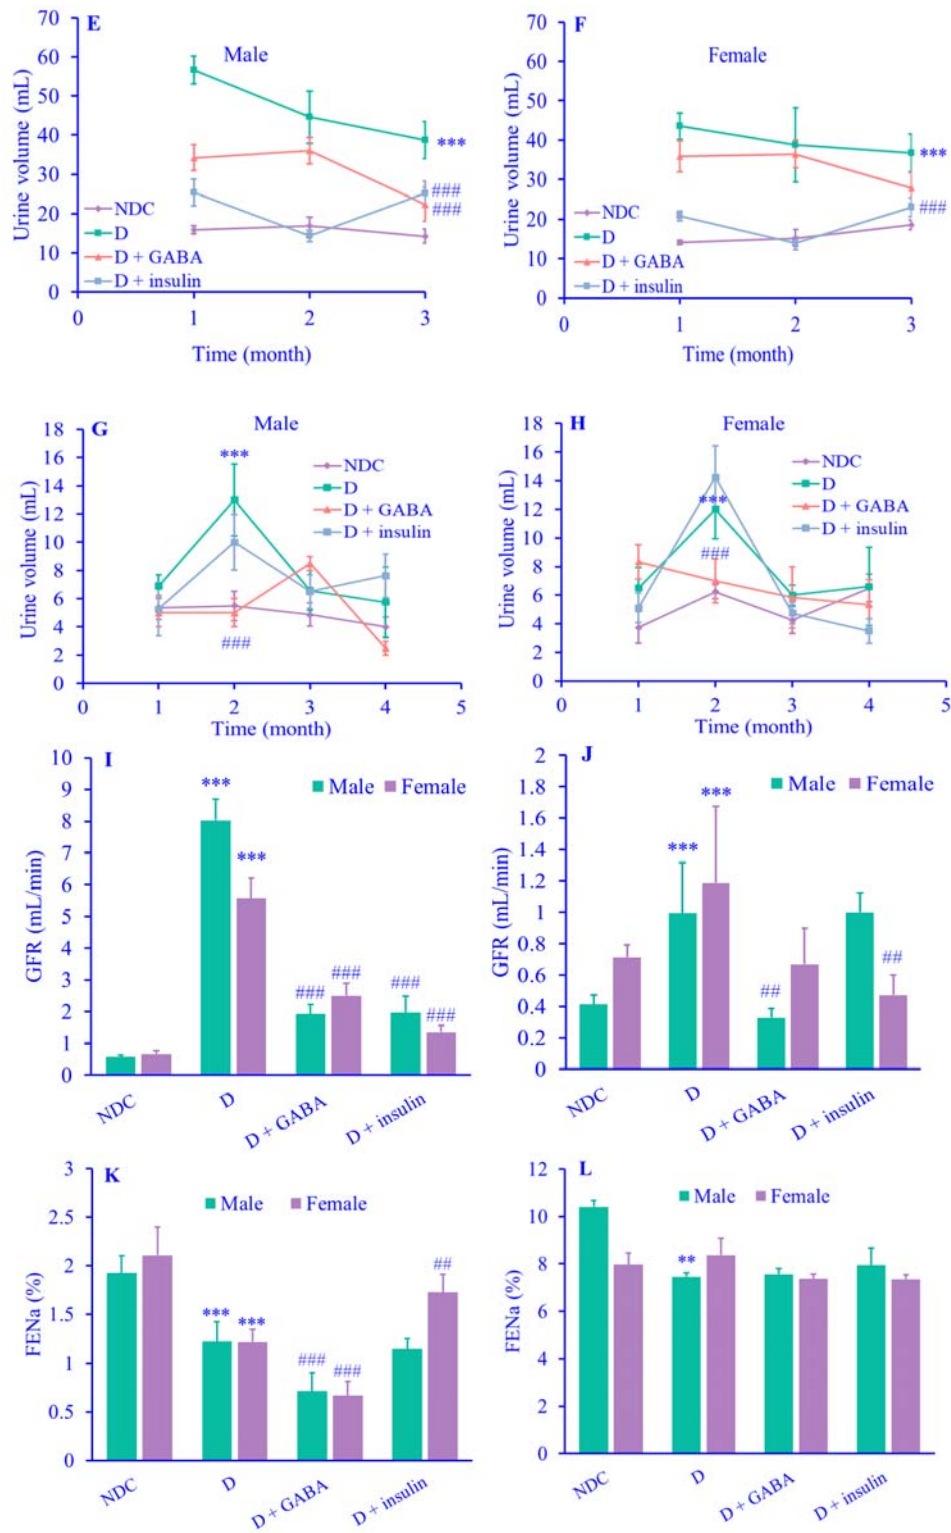 E
Male
Urine volume (mL)
70
60
50
40
30
20
10
0
***
###
###
NDC
D
D + GABA
D + insulin
0 1 2 3
Time (month)
F
Female
Urine volume (mL)
70
60
50
40
30
20
10
0
***
###
NDC
D
D + GABA
D + insulin
0 1 2 3
Time (month)
G
Male
Urine volume (mL)
18
16
14
12
10
8
6
4
2
0
***
###
NDC
D
D + GABA
D + insulin
0 1 2 3 4 5
Time (month)
H
Female
Urine volume (mL)
18
16
14
12
10
8
6
4
2
0
***
###
NDC
D
D + GABA
D + insulin
0 1 2 3 4 5
Time (month)
I
Male Female
GFR (mL/min)
10
9
8
7
6
5
4
3
2
1
0
***
***
###
###
###
###
NDC
D
D + GABA
D + insulin
J
Male Female
GFR (mL/min)
2
1.8
1.6
1.4
1.2
1
0.8
0.6
0.4
0.2
0
***
***
##
##
NDC
D
D + GABA
D + insulin
K
Male Female
FENa (%)
3
2.5
2
1.5
1
0.5
0
***
***
###
###
##
NDC
D
D + GABA
D + insulin
L
Male Female
FENa (%)
12
10
8
6
4
2
0
**
NDC
D
D + GABA
D + insulin